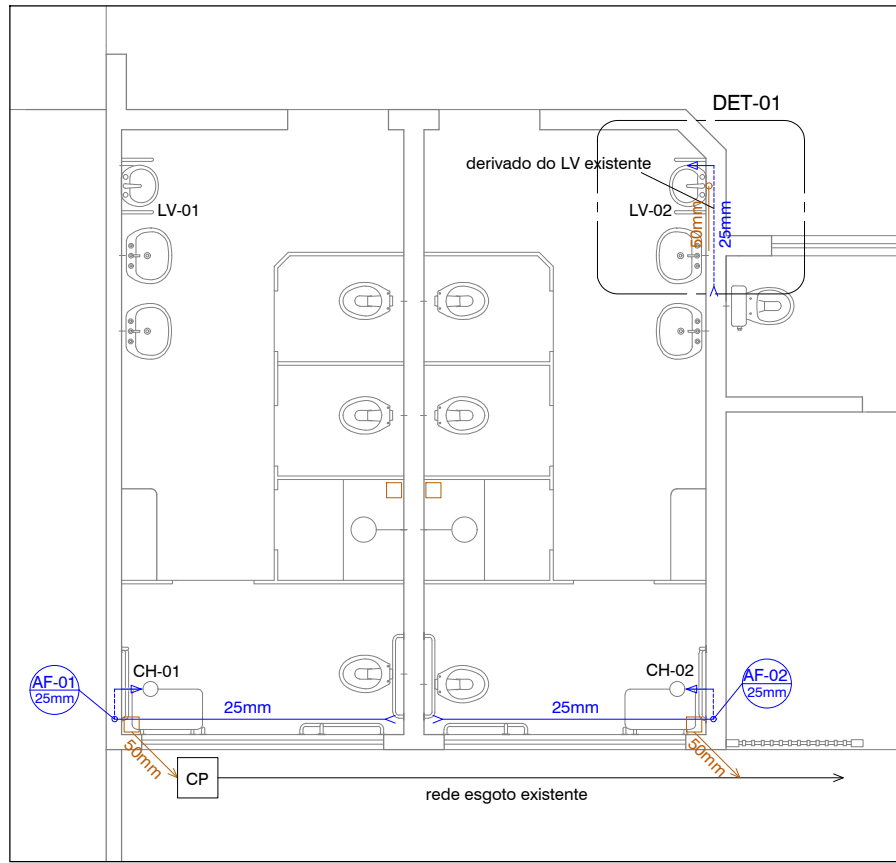 DET-01
derivado do LV existente
LV-01
LV-02
50mm
25mm
CH-01
CH-02
AF-01
25mm
AF-02
25mm
25mm
25mm
50mm
50mm
CP
rede esgoto existente